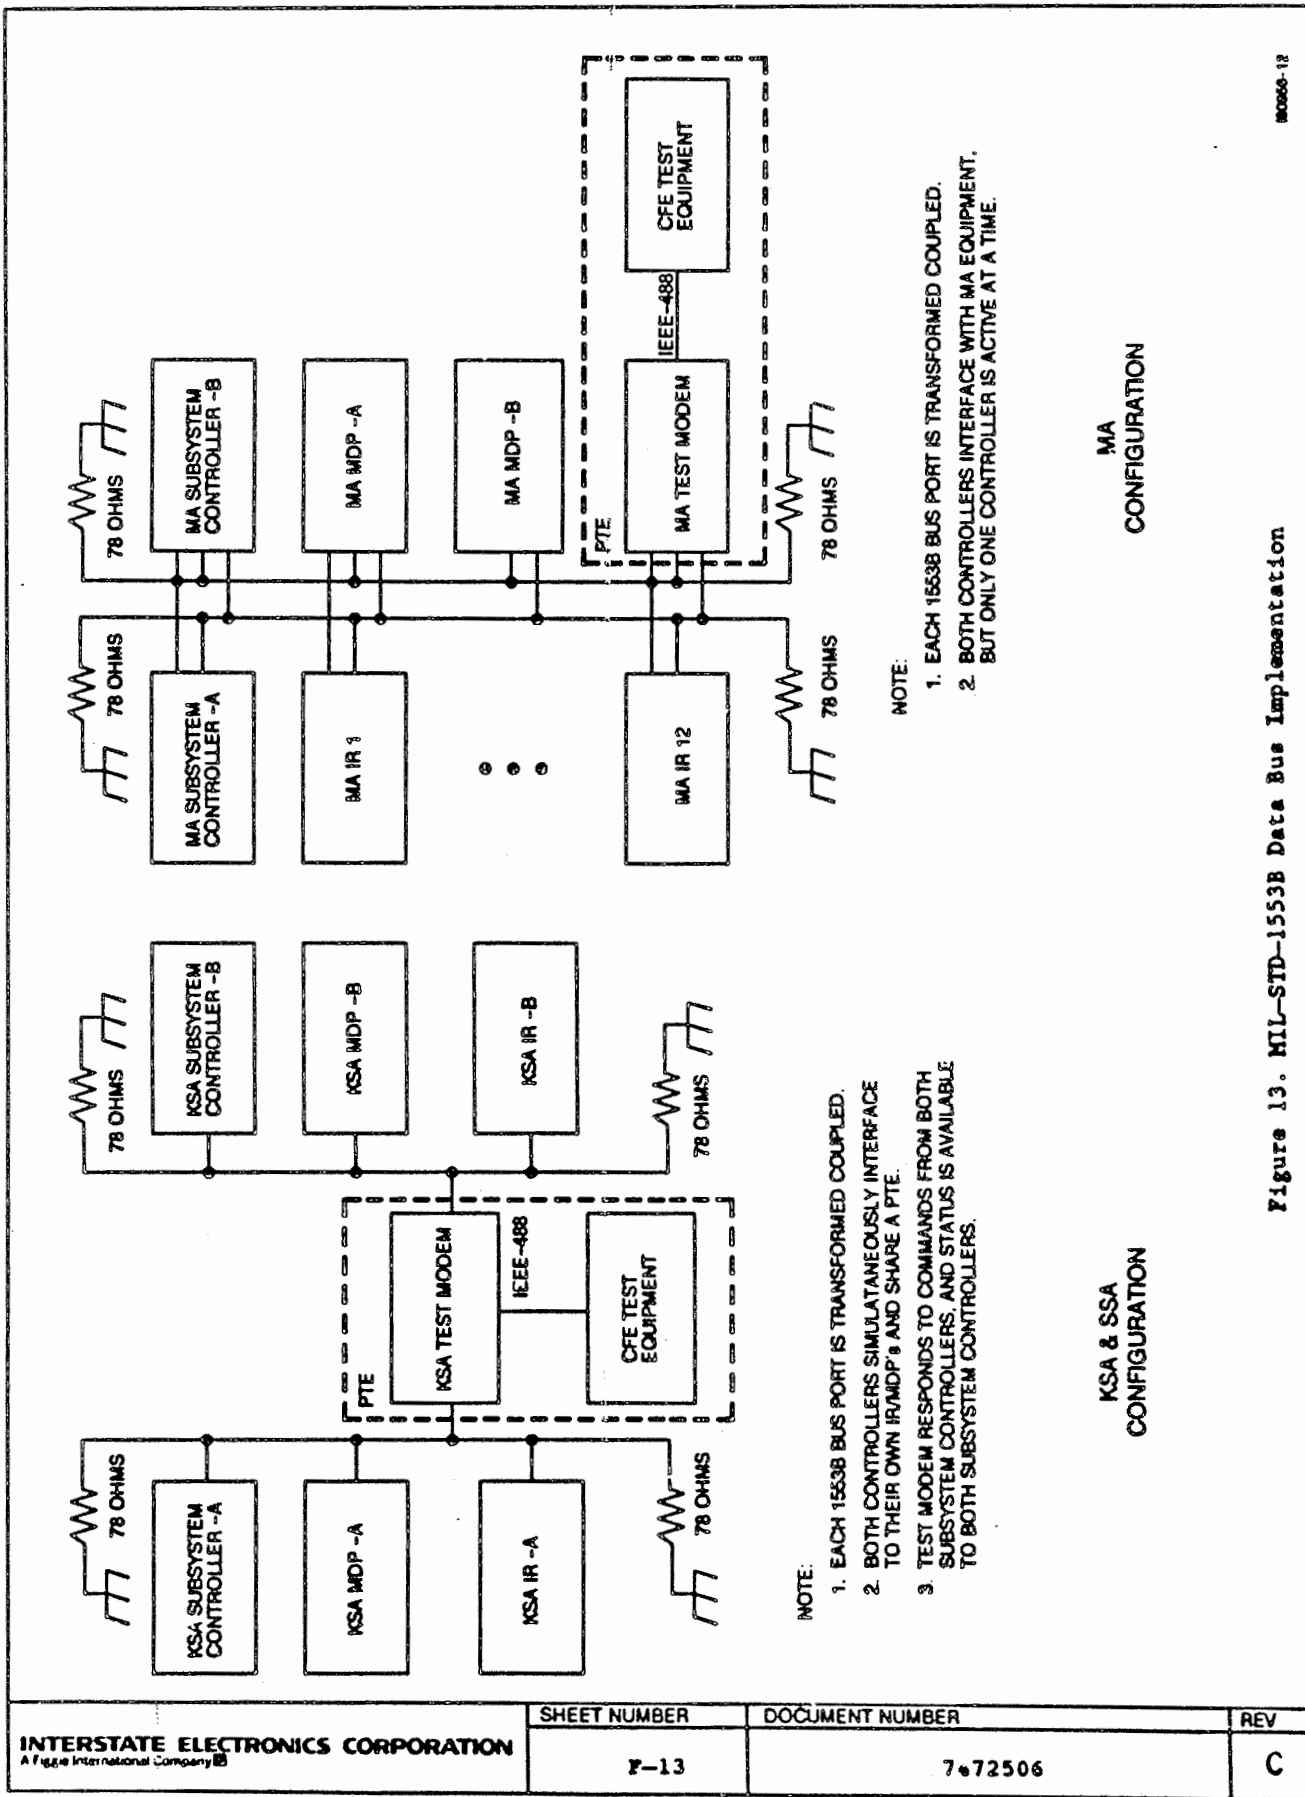 KSA SUBSYSTEM
CONTROLLER -A
78 OHMS
KSA MDP -A
KSA IR -A
78 OHMS
PTE
KSA TEST MODEM
IEEE-488
CFE TEST
EQUIPMENT
78 OHMS
KSA SUBSYSTEM
CONTROLLER -B
KSA MDP -B
KSA IR -B
78 OHMS
NOTE:
1. EACH 1553B BUS PORT IS TRANSFORMED COUPLED.
2. BOTH CONTROLLERS SIMULATANEOUSLY INTERFACE
TO THEIR OWN IR/MDP's AND SHARE A PTE.
3. TEST MODEM RESPONDS TO COMMANDS FROM BOTH
SUBSYSTEM CONTROLLERS, AND STATUS IS AVAILABLE
TO BOTH SUBSYSTEM CONTROLLERS.
KSA & SSA
CONFIGURATION
78 OHMS
MA SUBSYSTEM
CONTROLLER -A
MA IR 1
MA IR 12
78 OHMS
78 OHMS
MA SUBSYSTEM
CONTROLLER -B
MA MDP -A
MA MDP -B
PTE
MA TEST MODEM
IEEE-488
CFE TEST
EQUIPMENT
78 OHMS
NOTE:
1. EACH 1553B BUS PORT IS TRANSFORMED COUPLED.
2. BOTH CONTROLLERS INTERFACE WITH MA EQUIPMENT,
BUT ONLY ONE CONTROLLER IS ACTIVE AT A TIME.
MA
CONFIGURATION
Figure 13. MIL-STD-1553B Data Bus Implementation
INTERSTATE ELECTRONICS CORPORATION
A Figgie International Company
SHEET NUMBER
F-13
DOCUMENT NUMBER
REV
C